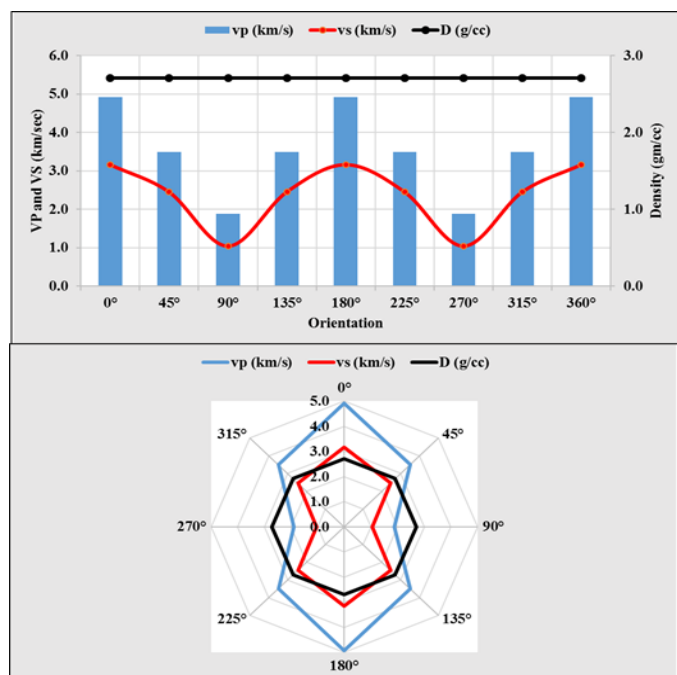 vp (km/s) vs (km/s) D (g/cc)
6.0 3.0
5.0
4.0 2.0
3.0
2.0 1.0
1.0
0.0 0.0
VP and VS (km/sec)
Density (gm/cc)
0° 45° 90° 135° 180° 225° 270° 315° 360°
Orientation
vp (km/s) vs (km/s) D (g/cc)
0°
5.0
315° 4.0 45°
3.0
2.0
1.0
270° 0.0 90°
225° 135°
180°